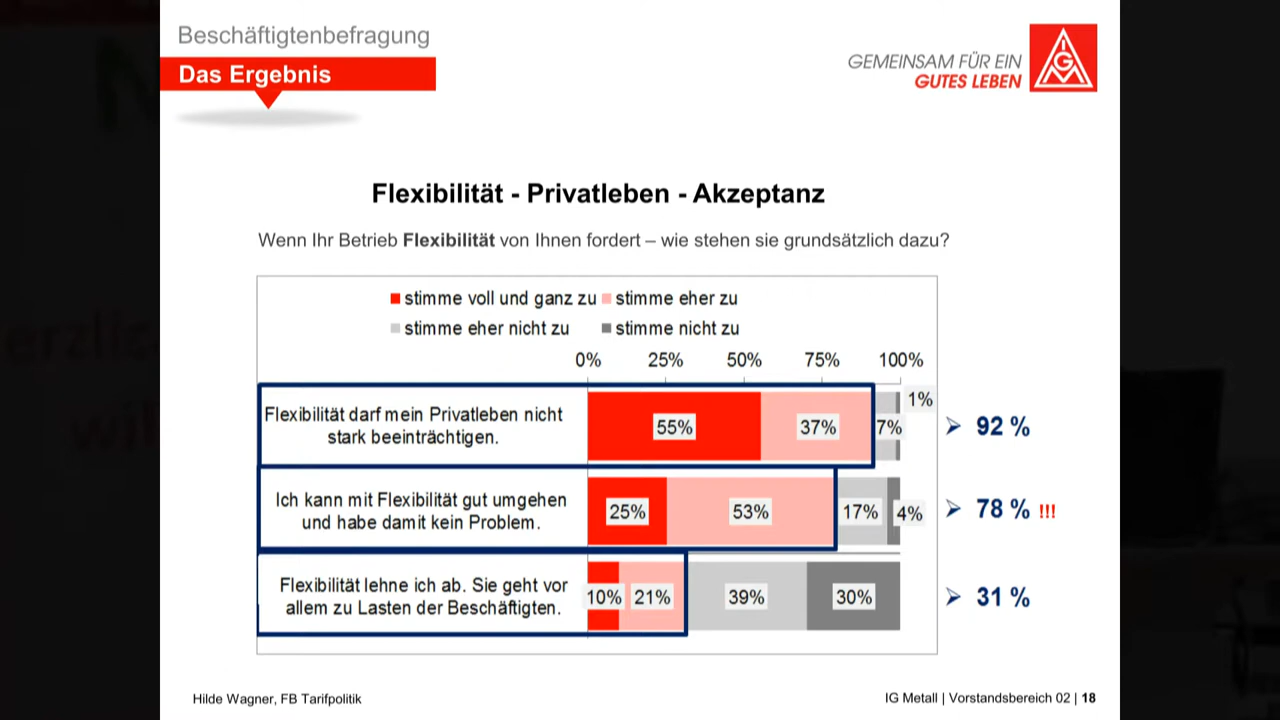 Beschäftigtenbefragung
Das Ergebnis
GEMEINSAM FÜR EIN
GUTES LEBEN
IGM
Flexibilität - Privatleben - Akzeptanz
Wenn Ihr Betrieb Flexibilität von Ihnen fordert – wie stehen sie grundsätzlich dazu?
stimme voll und ganz zu stimme eher zu
stimme eher nicht zu stimme nicht zu
0% 25% 50% 75% 100%
Flexibilität darf mein Privatleben nicht
stark beeinträchtigen.
55% 37% 7% 1%
92 %
Ich kann mit Flexibilität gut umgehen
und habe damit kein Problem.
25% 53% 17% 4%
78 % !!!
Flexibilität lehne ich ab. Sie geht vor
allem zu Lasten der Beschäftigten.
10% 21% 39% 30%
31 %
Hilde Wagner, FB Tarifpolitik
IG Metall | Vorstandsbereich 02 | 18